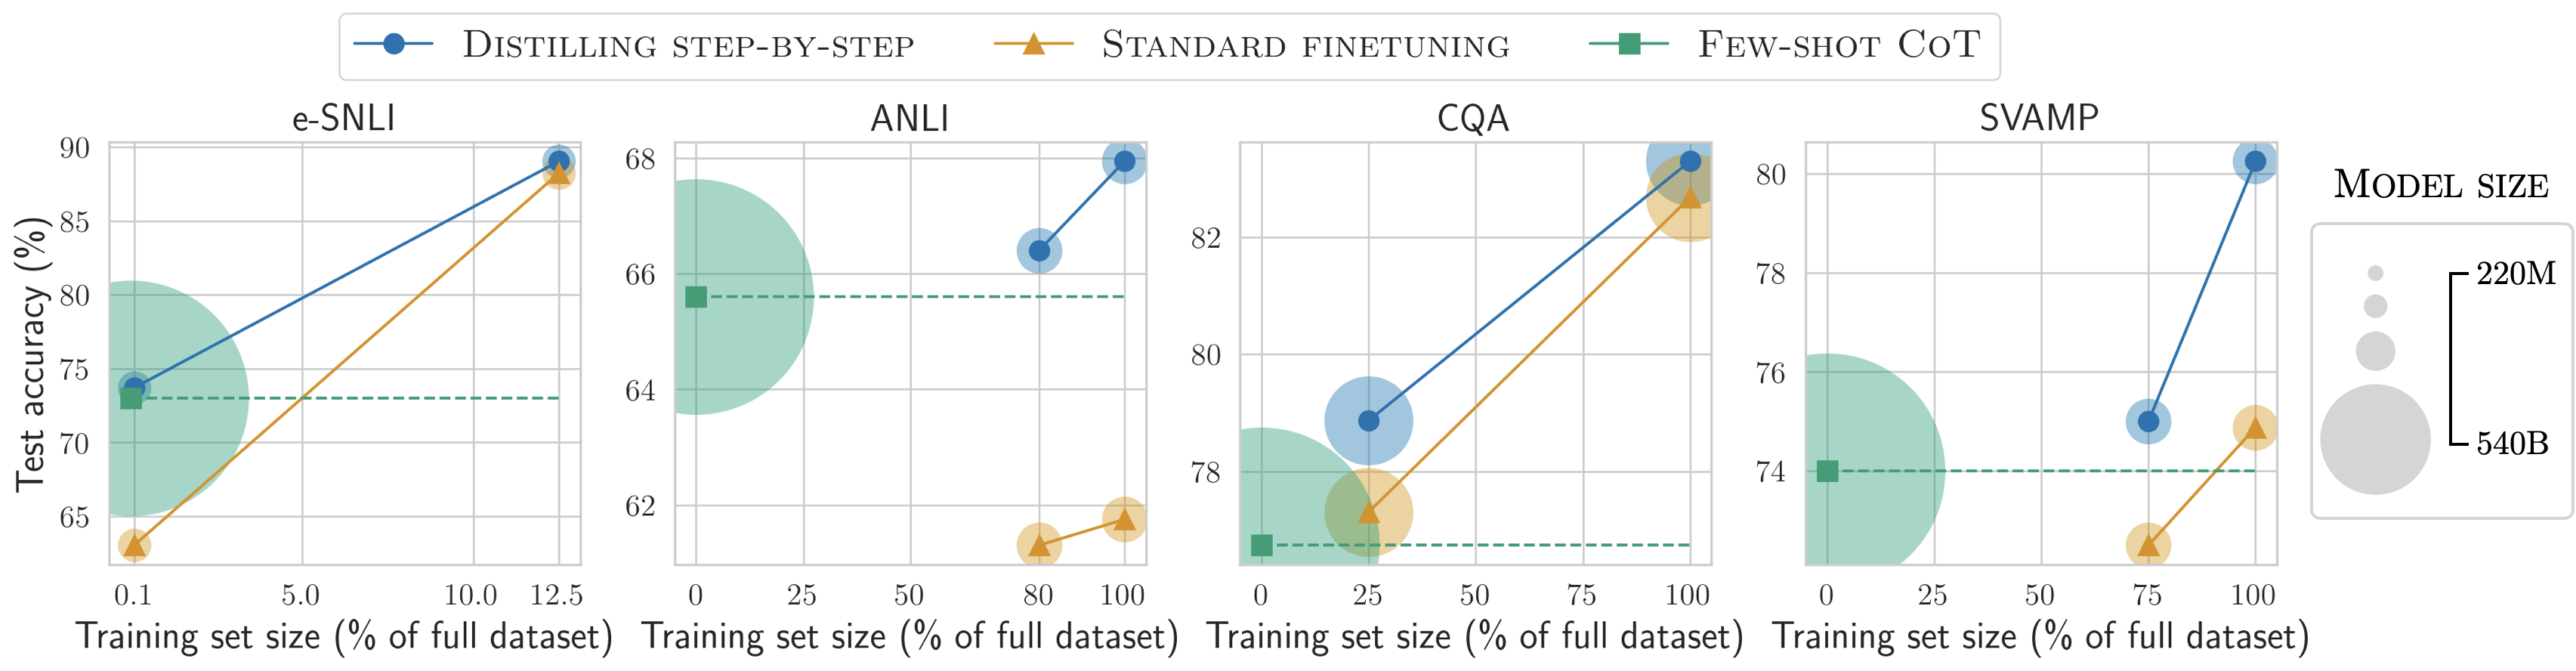 DISTILLING STEP-BY-STEP STANDARD FINETUNING FEW-SHOT COT
e-SNLI
ANLI
CQA
SVAMP
MODEL SIZE
220M
540B
Test accuracy (%)
90
85
80
75
70
65
0.1 5.0 10.0 12.5
Training set size (% of full dataset)
68
66
64
62
0 25 50 80 100
Training set size (% of full dataset)
82
80
78
0 25 50 75 100
Training set size (% of full dataset)
80
78
76
74
0 25 50 75 100
Training set size (% of full dataset)